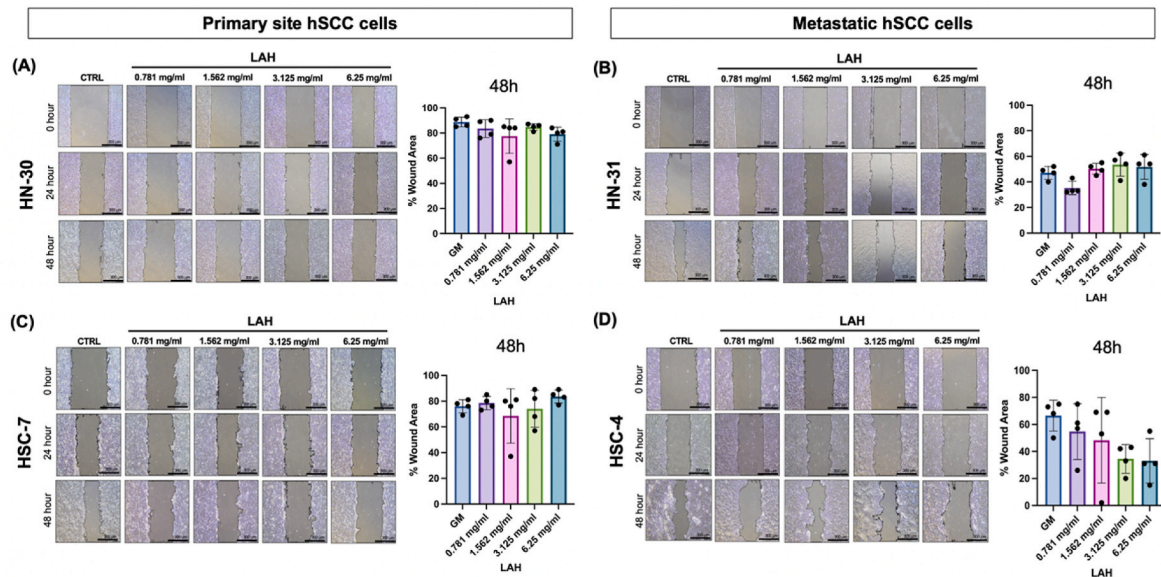 Primary site hSCC cells
Metastatic hSCC cells
(A)
LAH
CTRL 0.781 mg/ml 1.562 mg/ml 3.125 mg/ml 6.25 mg/ml
HN-30
0 hour
24 hour
48 hour
48h
% Wound Area
100
80
60
40
20
0
GM
0.781 mg/ml
1.562 mg/ml
3.125 mg/ml
6.25 mg/ml
LAH
(B)
LAH
CTRL 0.781 mg/ml 1.562 mg/ml 3.125 mg/ml 6.25 mg/ml
HN-31
0 hour
24 hour
48 hour
48h
% Wound Area
100
80
60
40
20
0
GM
0.781 mg/ml
1.562 mg/ml
3.125 mg/ml
6.25 mg/ml
LAH
(C)
LAH
CTRL 0.781 mg/ml 1.562 mg/ml 3.125 mg/ml 6.25 mg/ml
HSC-7
0 hour
24 hour
48 hour
48h
% Wound Area
100
80
60
40
20
0
GM
0.781 mg/ml
1.562 mg/ml
3.125 mg/ml
6.25 mg/ml
LAH
(D)
LAH
CTRL 0.781 mg/ml 1.562 mg/ml 3.125 mg/ml 6.25 mg/ml
HSC-4
0 hour
24 hour
48 hour
48h
% Wound Area
100
80
60
40
20
0
GM
0.781 mg/ml
1.562 mg/ml
3.125 mg/ml
6.25 mg/ml
LAH